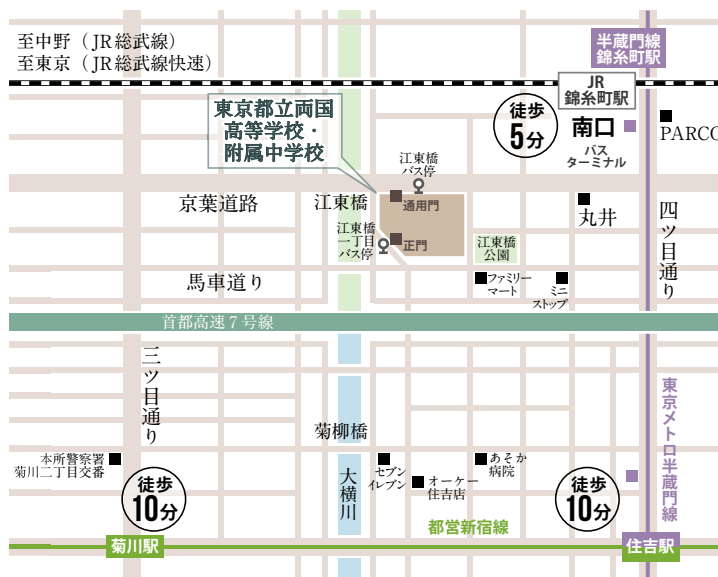 至中野（JR総武線）
至東京（JR総武線快速）
半蔵門線
錦糸町駅
JR
錦糸町駅
東京都立両国
高等学校・
附属中学校
徒歩
5分
南口
バス
ターミナル
PARCO
江東橋
バス停
京葉道路
江東橋
通用門
丸井
四ツ目通り
江東橋
一丁目
バス停
正門
江東橋
公園
馬車道り
ファミリー
マート
ミニ
ストップ
首都高速7号線
三ツ目通り
東京メトロ半蔵門線
菊柳橋
本所警察署
菊川二丁目交番
大横川
セブン
イレブン
オーケー
住吉店
あそか
病院
徒歩
10分
徒歩
10分
都営新宿線
菊川駅
住吉駅